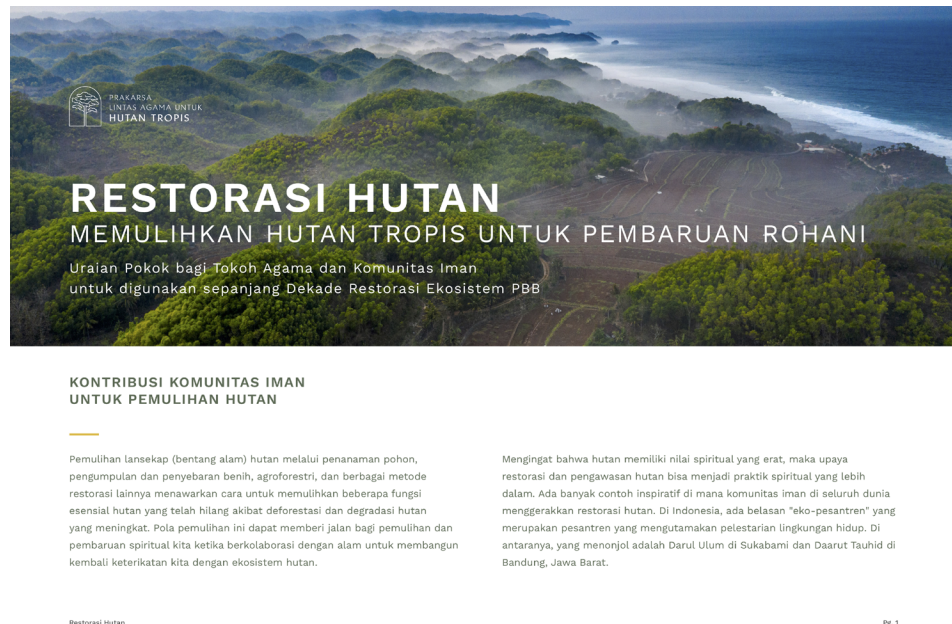 PRAKARSA
LINTAS AGAMA UNTUK
HUTAN TROPIS
RESTORASI HUTAN
MEMULIHKAN HUTAN TROPIS UNTUK PEMBARUAN ROHANI
Uraian Pokok bagi Tokoh Agama dan Komunitas Iman
untuk digunakan sepanjang Dekade Restorasi Ekosistem PBB
KONTRIBUSI KOMUNITAS IMAN
UNTUK PEMULIHAN HUTAN
Pemulihan lansekap (bentang alam) hutan melalui penanaman pohon,
pengumpulan dan penyebaran benih, agroforestri, dan berbagai metode
restorasi lainnya menawarkan cara untuk memulihkan beberapa fungsi
esensial hutan yang telah hilang akibat deforestasi dan degradasi hutan
yang meningkat. Pola pemulihan ini dapat memberi jalan bagi pemulihan dan
pembaruan spiritual kita ketika berkolaborasi dengan alam untuk membangun
kembali keterikatan kita dengan ekosistem hutan.
Mengingat bahwa hutan memiliki nilai spiritual yang erat, maka upaya
restorasi dan pengawasan hutan bisa menjadi praktik spiritual yang lebih
dalam. Ada banyak contoh inspiratif di mana komunitas iman di seluruh dunia
menggerakkan restorasi hutan. Di Indonesia, ada belasan "eko-pesantren" yang
merupakan pesantren yang mengutamakan pelestarian lingkungan hidup. Di
antaranya, yang menonjol adalah Darul Ulum di Sukabami dan Daarut Tauhid di
Bandung, Jawa Barat.
Restorasi Hutan
Pg. 1